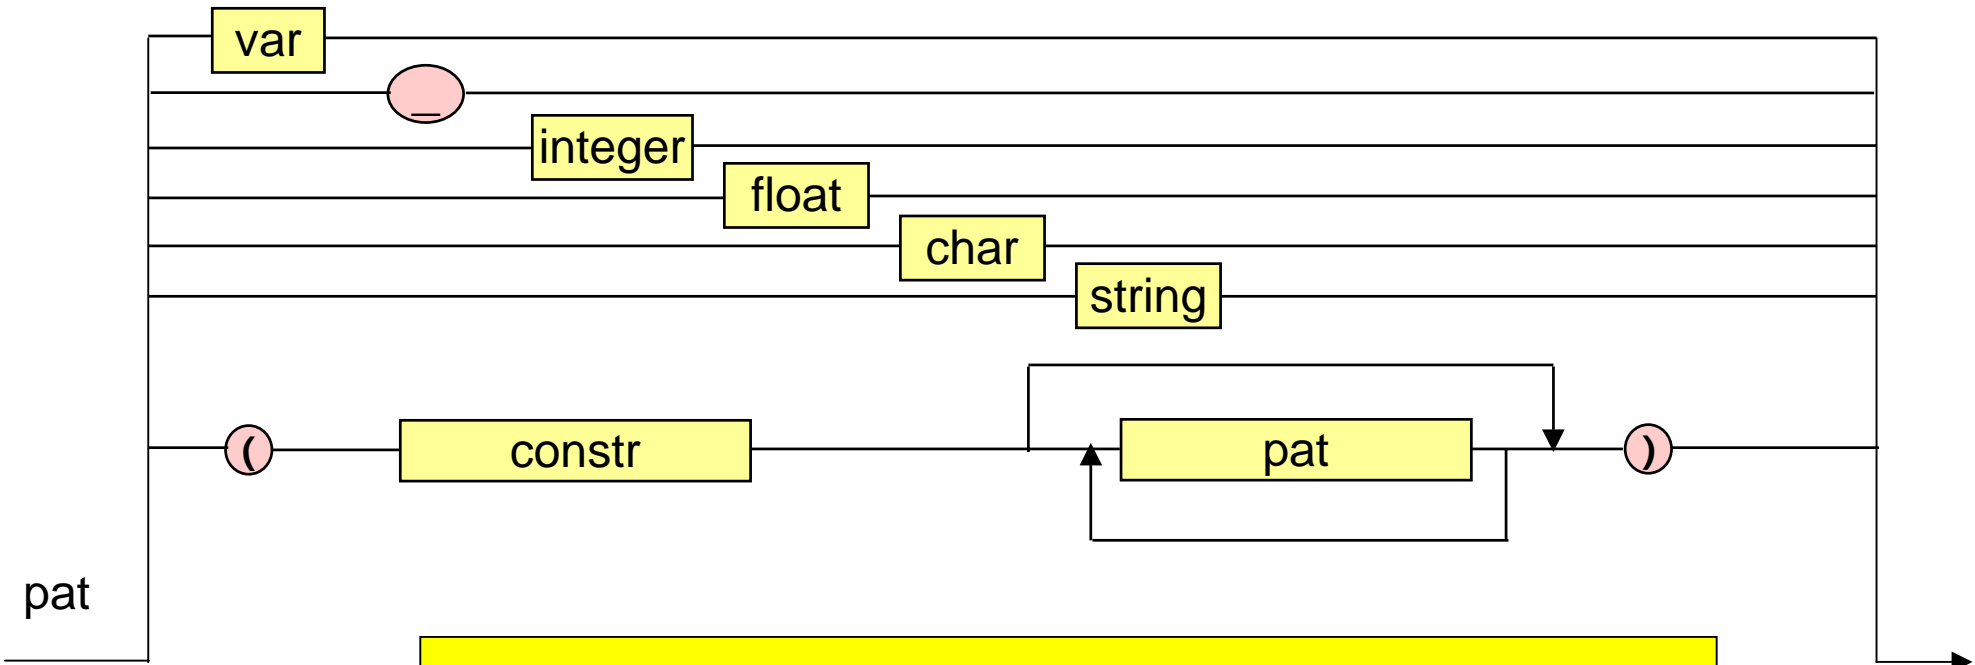 var
_
integer
float
char
string
( constr pat )
pat